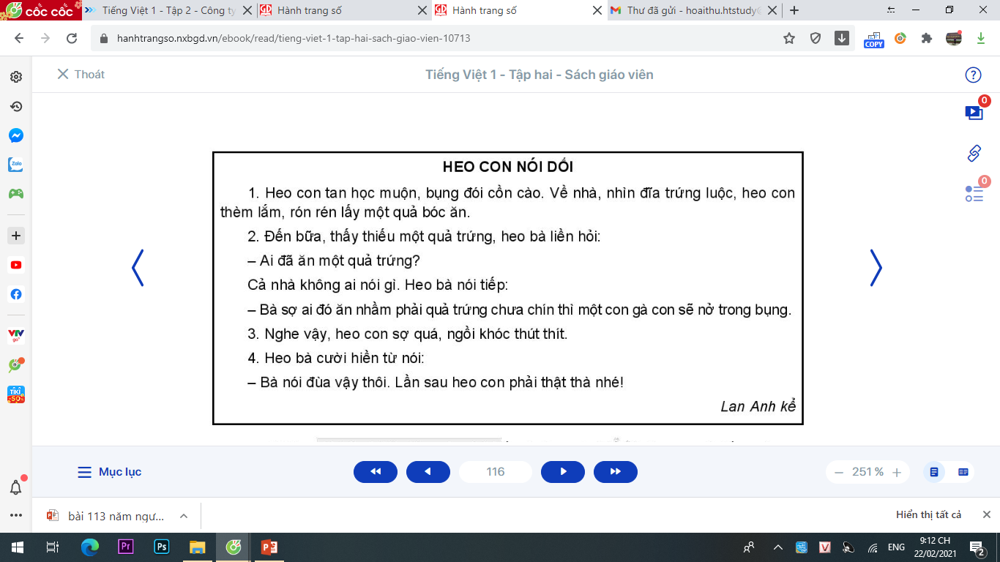 cốc cốc
Tiếng Việt 1 - Tập 2 - Công ty
Hành trang số
Hành trang số
Thư đã gửi - hoaithu.htstudy@
hanhtrangso.nxbgd.vn/ebook/read/tieng-viet-1-tap-hai-sach-giao-vien-10713
COPY
Thoát
Tiếng Việt 1 - Tập hai - Sách giáo viên
0
0
Zalo
VTV
go
TIKI
-50%
HEO CON NÓI DỐI
1. Heo con tan học muộn, bụng đói cồn cào. Về nhà, nhìn đĩa trứng luộc, heo con
thèm lắm, rón rén lấy một quả bóc ăn.
2. Đến bữa, thấy thiếu một quả trứng, heo bà liền hỏi:
– Ai đã ăn một quả trứng?
Cả nhà không ai nói gì. Heo bà nói tiếp:
– Bà sợ ai đó ăn nhầm phải quả trứng chưa chín thì một con gà con sẽ nở trong bụng.
3. Nghe vậy, heo con sợ quá, ngồi khóc thút thít.
4. Heo bà cười hiền từ nói:
– Bà nói đùa vậy thôi. Lần sau heo con phải thật thà nhé!
Lan Anh kể
Mục lục
116
251 %
bài 113 năm ngư...
Hiển thị tất cả
Pr
Ps
V
ENG
9:12 CH
22/02/2021
2